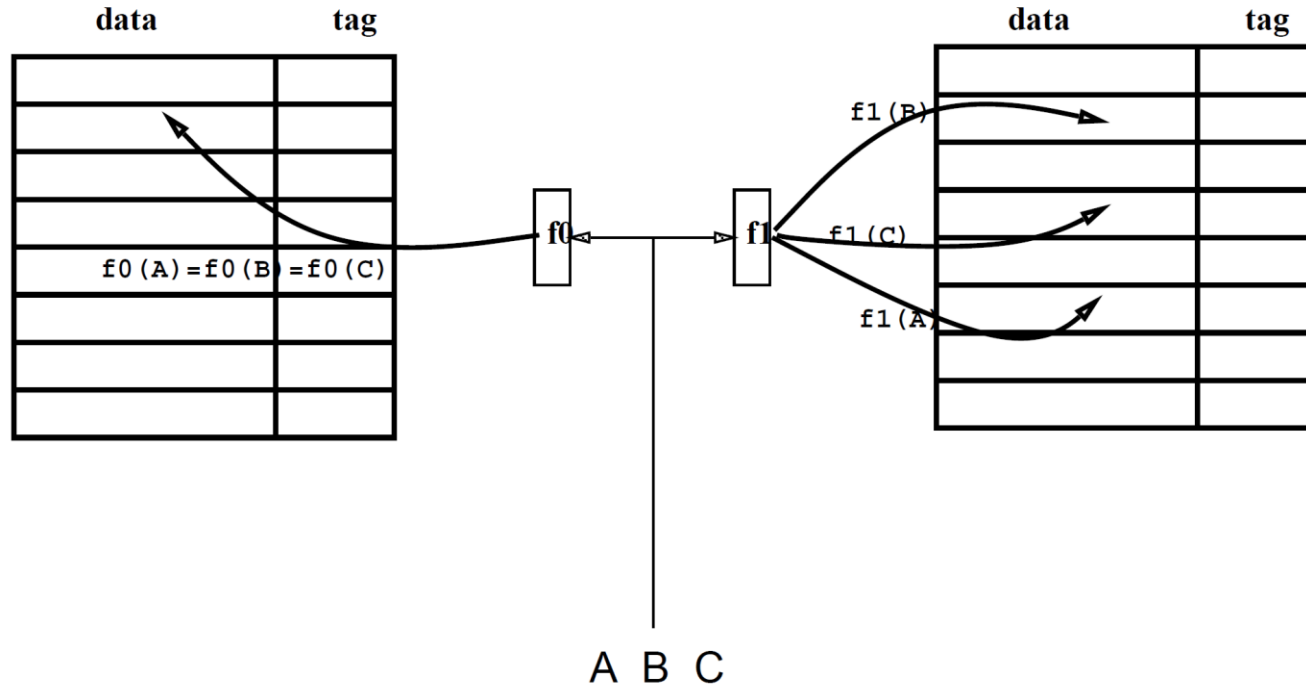 data tag
data tag
f1(B)
f0
f1
f1(C)
f0(A)=f0(B)=f0(C)
f1(A)
A B C